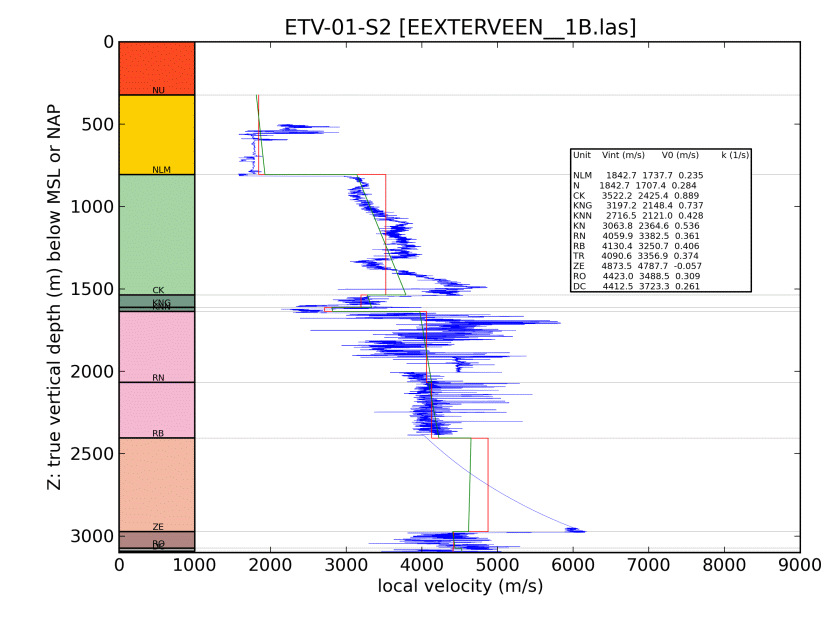 ETV-01-S2 [EEXTERVEEN__1B.las]
Z: true vertical depth (m) below MSL or NAP
0
500
1000
1500
2000
2500
3000
NU
NLM
CK
KNG
KNN
RN
RB
ZE
RO
DC
Unit Vint (m/s) V0 (m/s) k (1/s)
NLM 1842.7 1737.7 0.235
N 1842.7 1707.4 0.284
CK 3522.2 2425.4 0.889
KNG 3197.2 2148.4 0.737
KNN 2716.5 2121.0 0.428
KN 3063.8 2364.6 0.536
RN 4059.9 3382.5 0.361
RB 4130.4 3250.7 0.406
TR 4090.6 3356.9 0.374
ZE 4873.5 4787.7 -0.057
RO 4423.0 3488.5 0.309
DC 4412.5 3723.3 0.261
0 1000 2000 3000 4000 5000 6000 7000 8000 9000
local velocity (m/s)